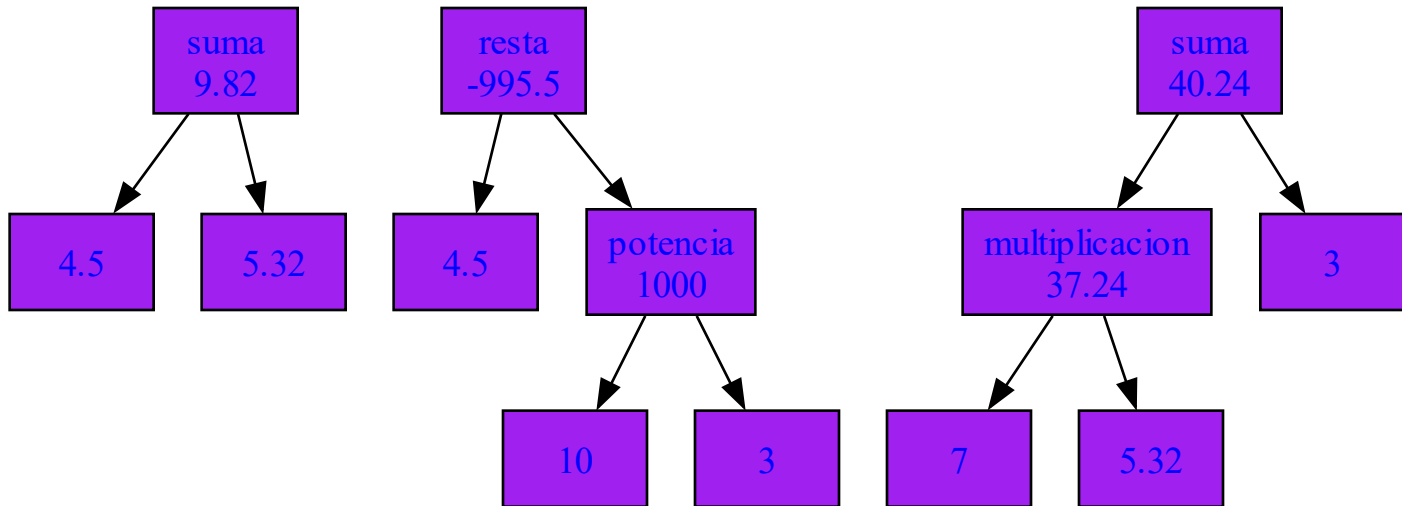 suma
9.82
resta
-995.5
suma
40.24
4.5
5.32
4.5
potencia
1000
multiplicacion
37.24
3
10
3
7
5.32